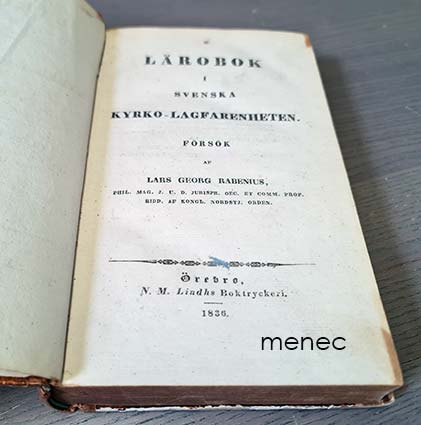 LÄROBOK
I
SVENSKA
KYRKO-LAGFARENHETEN.
FÖRSÖK
AF
LARS GEORG RABENIUS,
PHIL. MAG. J. U. D. JURISPR. OEC. ET COMM. PROF.
RIDD. AF KONGL. NORDSTJ. ORDEN.
Örebro,
N. M. Lindhs Boktryckeri.
1836.
menec